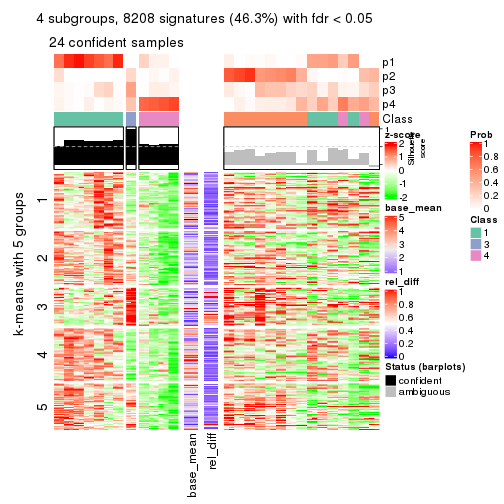 4 subgroups, 8208 signatures (46.3%) with fdr < 0.05
24 confident samples
p1
p2
p3
p4
Class
1
Silhouette
score
z-score
2
1
0
-1
-2
Prob
1
0.8
0.6
0.4
0.2
0
base_mean
5
4
3
2
1
Class
1
3
4
rel_diff
1
0.8
0.6
0.4
0.2
0
Status (barplots)
confident
ambiguous
k-means with 5 groups
1
2
3
4
5
base_mean
rel_diff